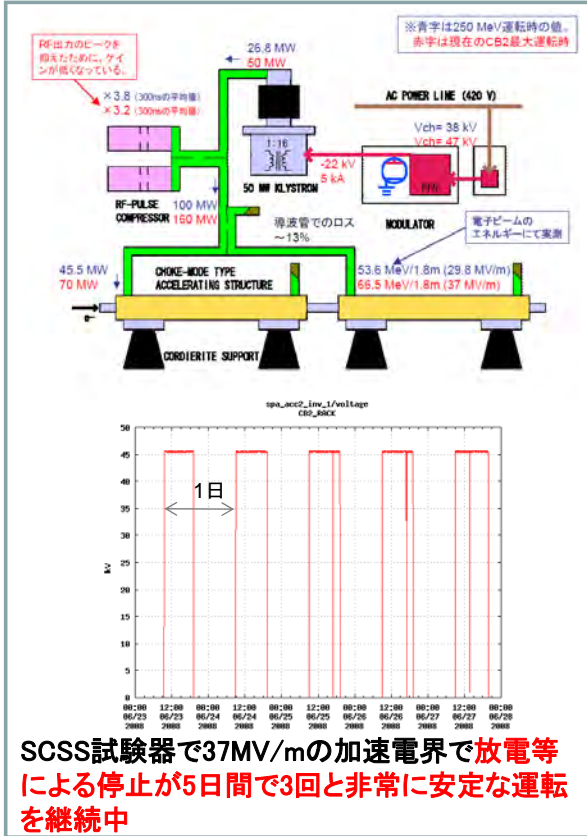 ※青字は250 MeV運転時の値。
赤字は現在のCB2最大運転時
RF出力のピークを
抑えたために、ゲイ
ンが低くなっている。
26.8 MW
50 MW
×3.8 (300nsの平均値)
×3.2 (300nsの平均値)
AC POWER LINE (420 V)
Vch= 38 kV
Vch= 47 kV
1:16
-22 kV
5 kA
50 MW KLYSTRON
MODULATOR
RF-PULSE
COMPRESSOR
100 MW
160 MW
導波管でのロス
～13%
電子ビームの
エネルギーにて実測
45.5 MW
70 MW
CHOKE-MODE TYPE
ACCELERATING STRUCTURE
53.6 MeV/1.8m (29.8 MV/m)
66.5 MeV/1.8m (37 MV/m)
e-
CORDIERITE SUPPORT
spa_acc2_inv_1/voltage
CB2_RACK
50
45
40
35
30
25
20
15
10
5
0
kV
1日
00:00 12:00 00:00 12:00 00:00 12:00 00:00 12:00 00:00 12:00 00:00
06/23 06/23 06/24 06/24 06/25 06/25 06/26 06/26 06/27 06/27 06/28
2008 2008 2008 2008 2008 2008 2008 2008 2008 2008 2008
SCSS試験器で37MV/mの加速電界で放電等
による停止が5日間で3回と非常に安定な運転
を継続中